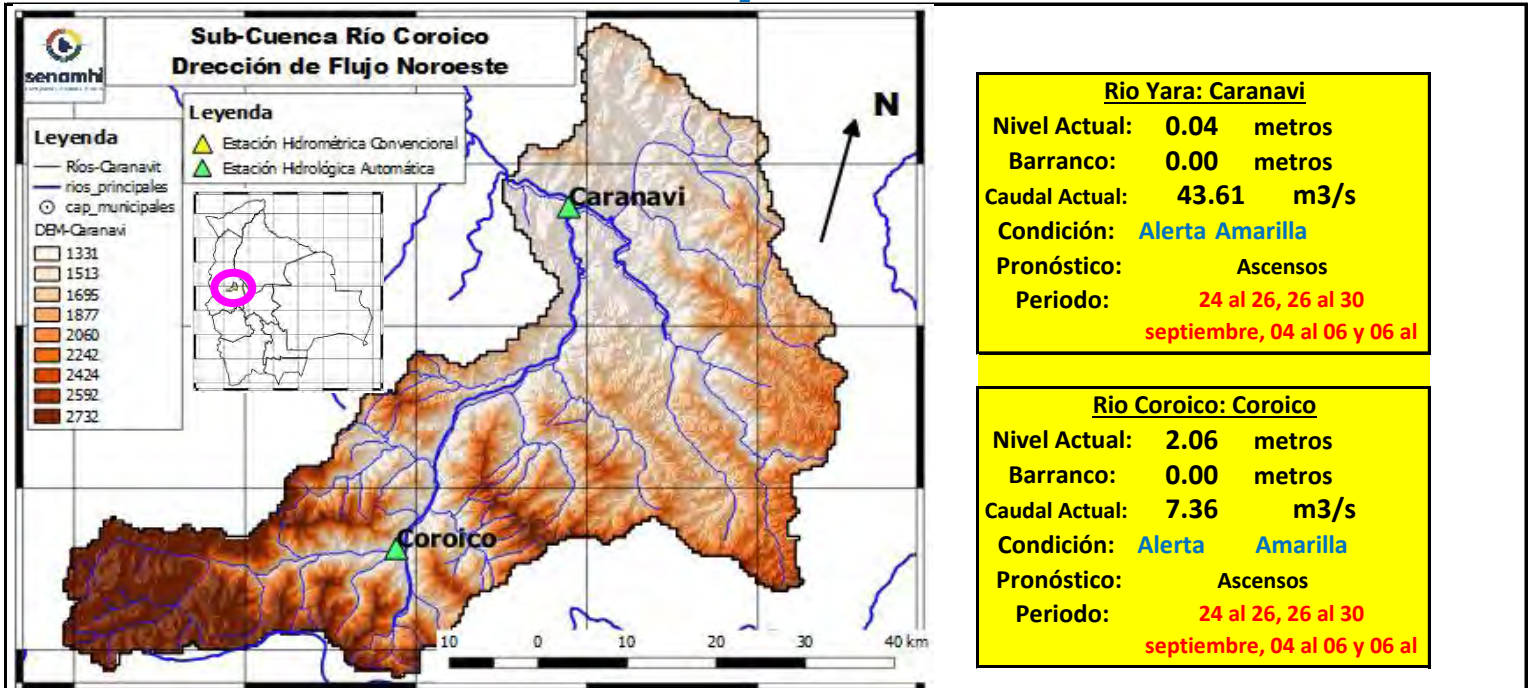 Sub-Cuenca Río Coroico
Drección de Flujo Noroeste
senamhi
Leyenda
Estación Hidrométrica Convencional
Estación Hidrológica Automática
Leyenda
Ríos-Caranavit
rios_principales
cap_municipales
DEM-Caranavi
1331
1513
1695
1877
2060
2242
2424
2592
2732
N
Caranavi
Coroico
10 0 10 20 30 40 km
Rio Yara: Caranavi
Nivel Actual: 0.04 metros
Barranco: 0.00 metros
Caudal Actual: 43.61 m3/s
Condición: Alerta Amarilla
Pronóstico: Ascensos
Periodo: 24 al 26, 26 al 30
septiembre, 04 al 06 y 06 al
Rio Coroico: Coroico
Nivel Actual: 2.06 metros
Barranco: 0.00 metros
Caudal Actual: 7.36 m3/s
Condición: Alerta Amarilla
Pronóstico: Ascensos
Periodo: 24 al 26, 26 al 30
septiembre, 04 al 06 y 06 al